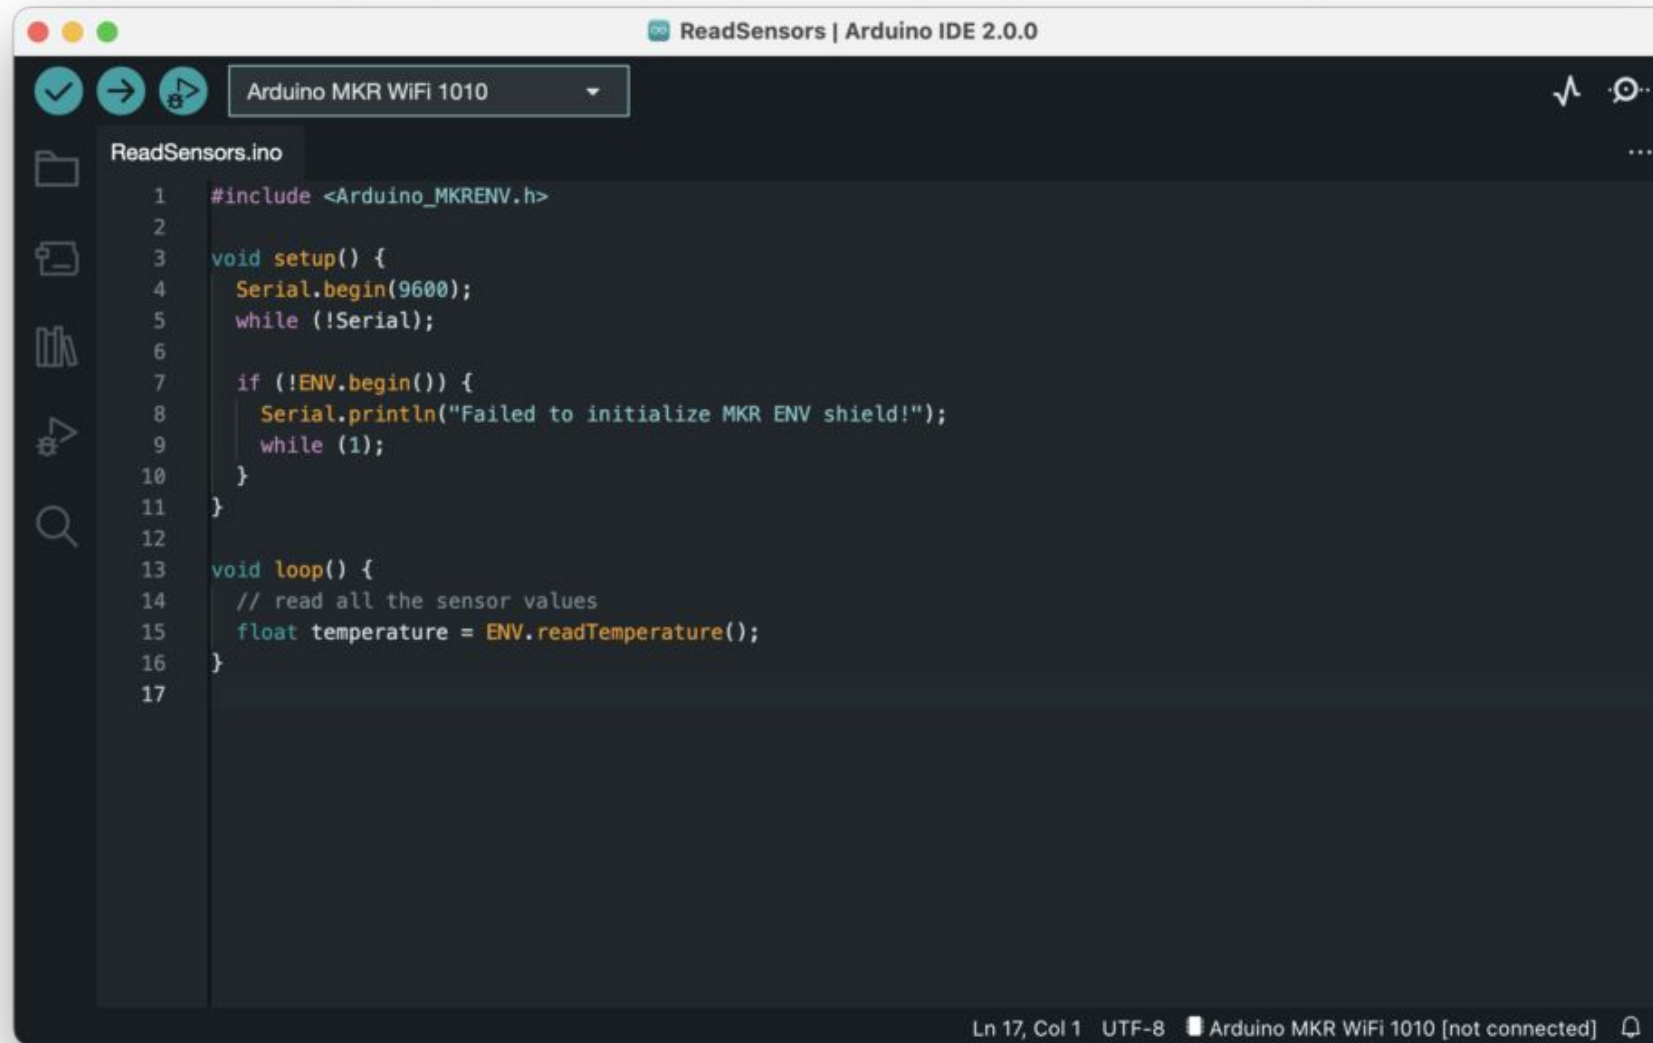 ReadSensors | Arduino IDE 2.0.0
Arduino MKR WiFi 1010
ReadSensors.ino
1 #include <Arduino_MKRENV.h>
2
3 void setup() {
4   Serial.begin(9600);
5   while (!Serial);
6
7   if (!ENV.begin()) {
8     Serial.println("Failed to initialize MKR ENV shield!");
9     while (1);
10   }
11 }
12
13 void loop() {
14   // read all the sensor values
15   float temperature = ENV.readTemperature();
16 }
17
Ln 17, Col 1 UTF-8 Arduino MKR WiFi 1010 [not connected]